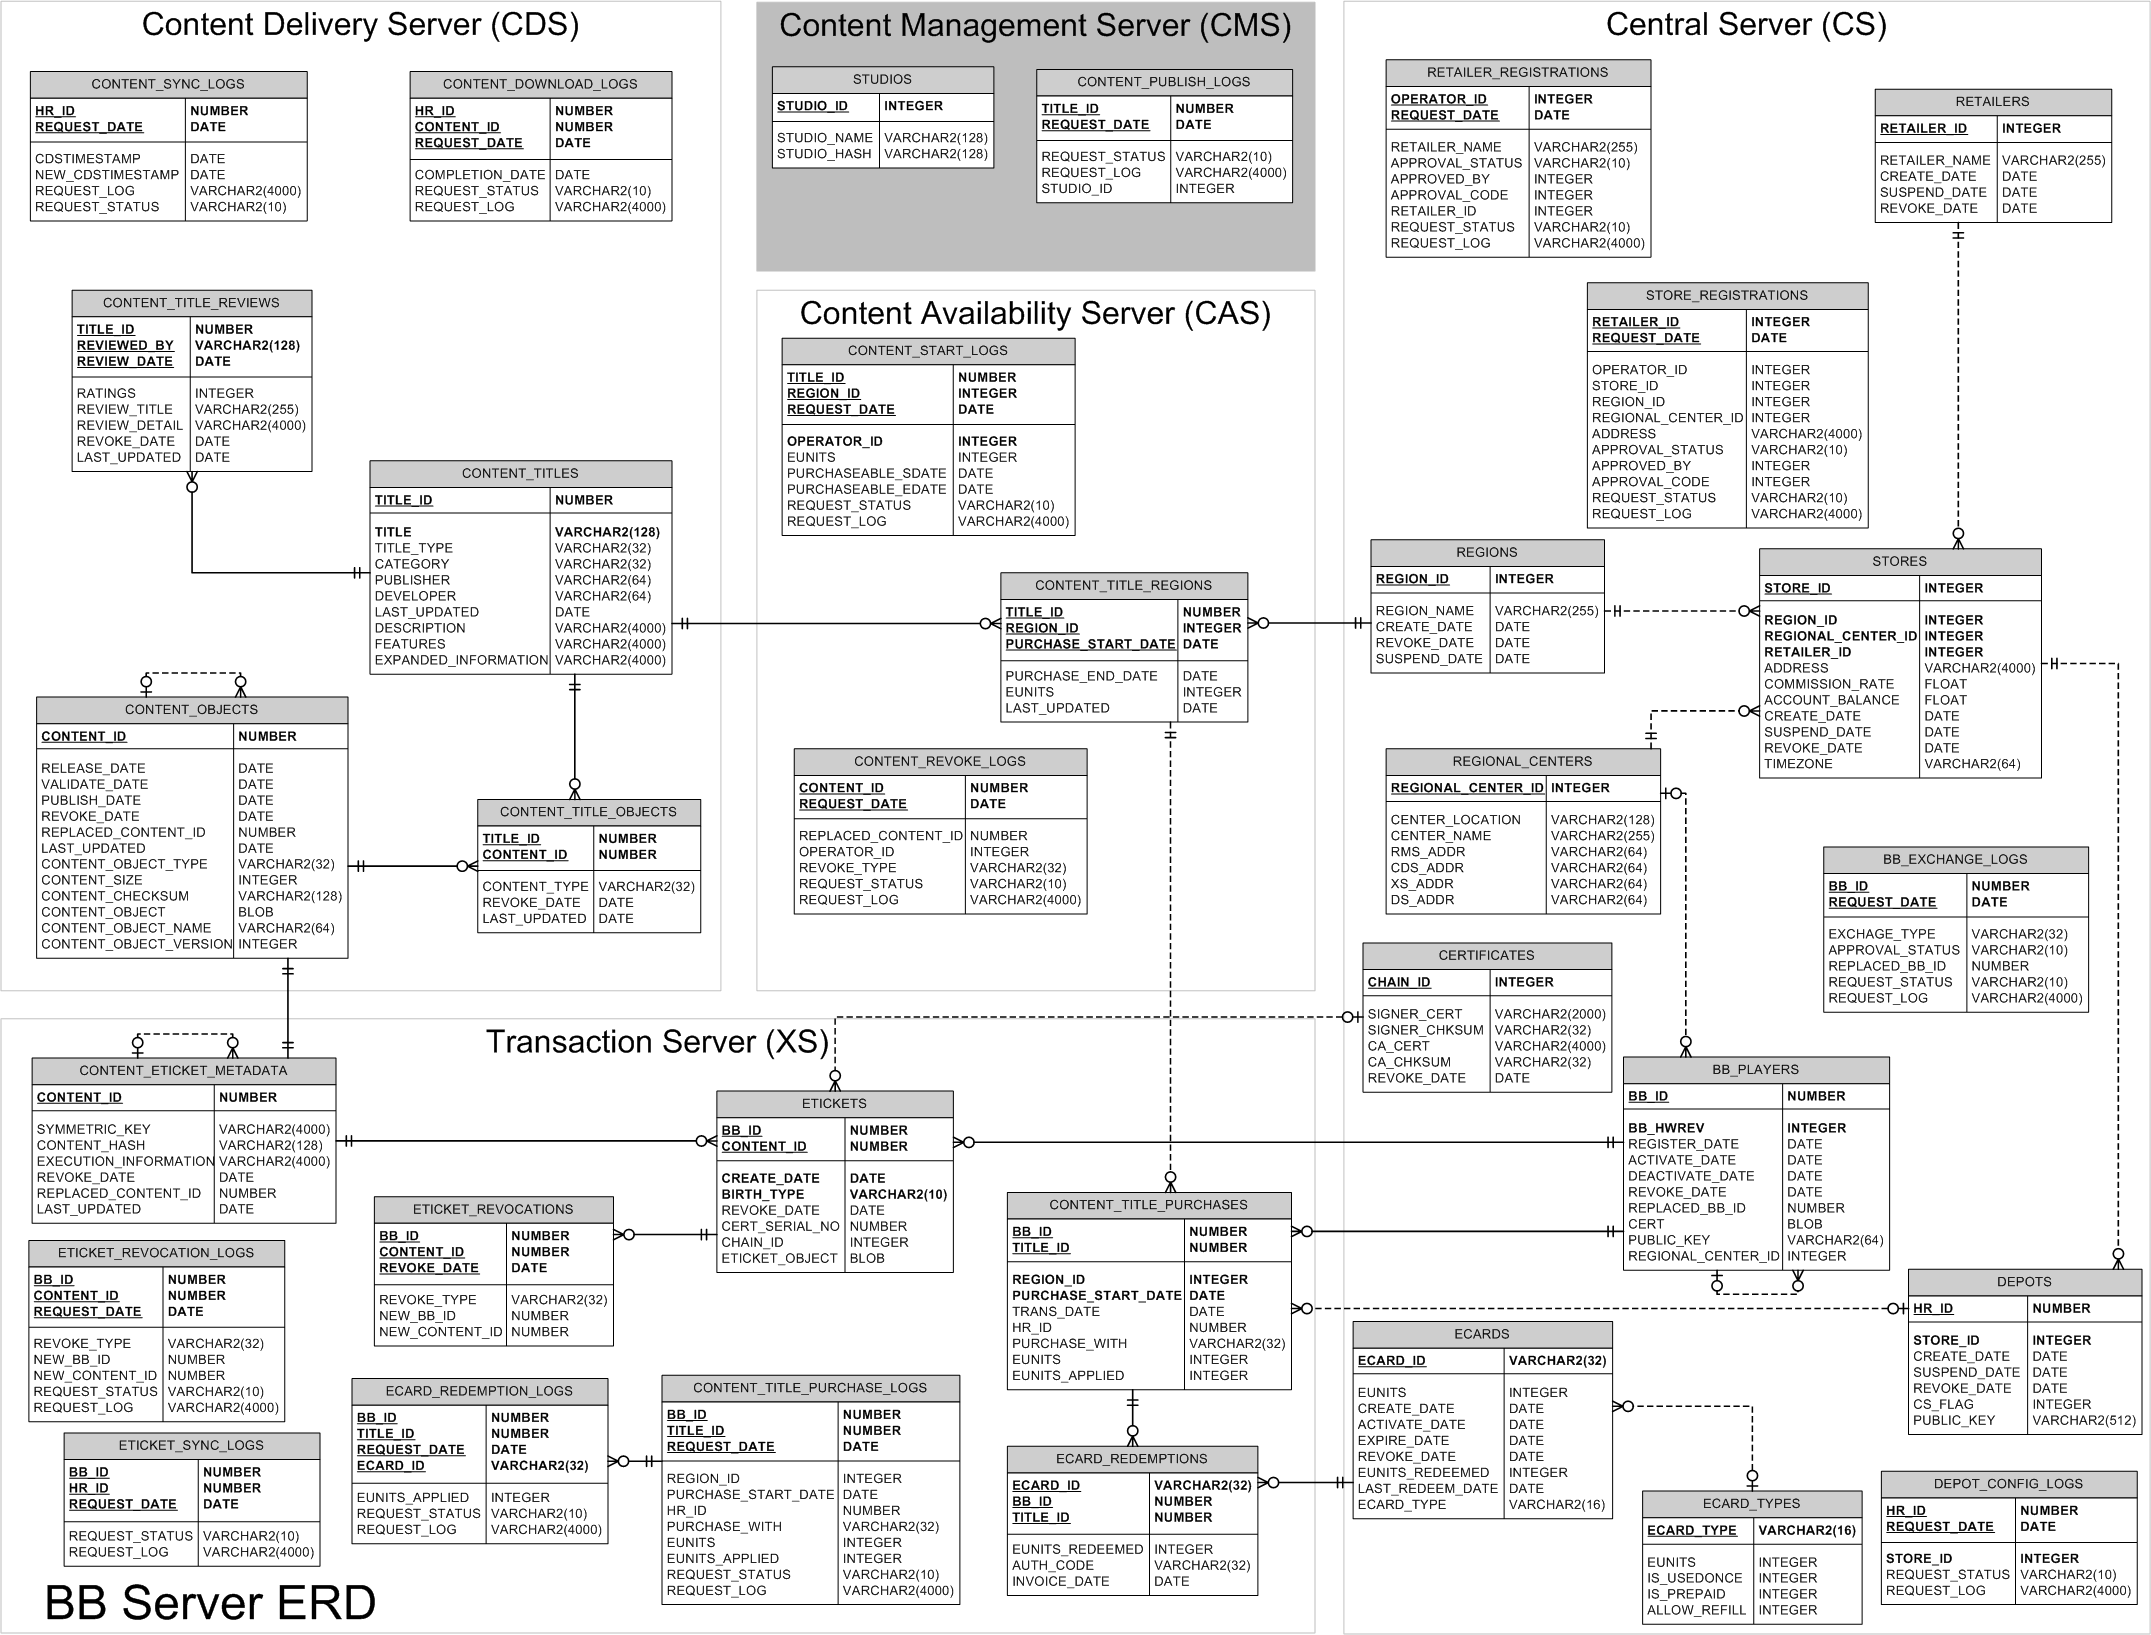 Content Delivery Server (CDS)
CONTENT_SYNC_LOGS
HR_ID NUMBER
REQUEST_DATE DATE
CDSTIMESTAMP DATE
NEW_CDSTIMESTAMP DATE
REQUEST_LOG VARCHAR2(4000)
REQUEST_STATUS VARCHAR2(10)
CONTENT_DOWNLOAD_LOGS
HR_ID NUMBER
CONTENT_ID NUMBER
REQUEST_DATE DATE
COMPLETION_DATE DATE
REQUEST_STATUS VARCHAR2(10)
REQUEST_LOG VARCHAR2(4000)
CONTENT_TITLE_REVIEWS
TITLE_ID NUMBER
REVIEWED_BY VARCHAR2(128)
REVIEW_DATE DATE
RATINGS INTEGER
REVIEW_TITLE VARCHAR2(255)
REVIEW_DETAIL VARCHAR2(4000)
REVOKE_DATE DATE
LAST_UPDATED DATE
CONTENT_TITLES
TITLE_ID NUMBER
TITLE VARCHAR2(128)
TITLE_TYPE VARCHAR2(32)
CATEGORY VARCHAR2(32)
PUBLISHER VARCHAR2(64)
DEVELOPER VARCHAR2(64)
LAST_UPDATED DATE
DESCRIPTION VARCHAR2(4000)
FEATURES VARCHAR2(4000)
EXPANDED_INFORMATION VARCHAR2(4000)
CONTENT_OBJECTS
CONTENT_ID NUMBER
RELEASE_DATE DATE
VALIDATE_DATE DATE
PUBLISH_DATE DATE
REVOKE_DATE DATE
REPLACED_CONTENT_ID NUMBER
LAST_UPDATED DATE
CONTENT_OBJECT_TYPE VARCHAR2(32)
CONTENT_SIZE INTEGER
CONTENT_CHECKSUM VARCHAR2(128)
CONTENT_OBJECT BLOB
CONTENT_OBJECT_NAME VARCHAR2(64)
CONTENT_OBJECT_VERSION INTEGER
CONTENT_TITLE_OBJECTS
TITLE_ID NUMBER
CONTENT_ID NUMBER
CONTENT_TYPE VARCHAR2(32)
REVOKE_DATE DATE
LAST_UPDATED DATE
Content Management Server (CMS)
STUDIOS
STUDIO_ID INTEGER
STUDIO_NAME VARCHAR2(128)
STUDIO_HASH VARCHAR2(128)
CONTENT_PUBLISH_LOGS
TITLE_ID NUMBER
REQUEST_DATE DATE
REQUEST_STATUS VARCHAR2(10)
REQUEST_LOG VARCHAR2(4000)
STUDIO_ID INTEGER
Content Availability Server (CAS)
CONTENT_START_LOGS
TITLE_ID NUMBER
REGION_ID INTEGER
REQUEST_DATE DATE
OPERATOR_ID INTEGER
EUNITS INTEGER
PURCHASEABLE_SDATE DATE
PURCHASEABLE_EDATE DATE
REQUEST_STATUS VARCHAR2(10)
REQUEST_LOG VARCHAR2(4000)
CONTENT_TITLE_REGIONS
TITLE_ID NUMBER
REGION_ID INTEGER
PURCHASE_START_DATE DATE
PURCHASE_END_DATE DATE
EUNITS INTEGER
LAST_UPDATED DATE
CONTENT_REVOKE_LOGS
CONTENT_ID NUMBER
REQUEST_DATE DATE
REPLACED_CONTENT_ID NUMBER
OPERATOR_ID INTEGER
REVOKE_TYPE VARCHAR2(32)
REQUEST_STATUS VARCHAR2(10)
REQUEST_LOG VARCHAR2(4000)
Central Server (CS)
RETAILER_REGISTRATIONS
OPERATOR_ID INTEGER
REQUEST_DATE DATE
RETAILER_NAME VARCHAR2(255)
APPROVAL_STATUS VARCHAR2(10)
APPROVED_BY INTEGER
APPROVAL_CODE INTEGER
RETAILER_ID INTEGER
REQUEST_STATUS VARCHAR2(10)
REQUEST_LOG VARCHAR2(4000)
RETAILERS
RETAILER_ID INTEGER
RETAILER_NAME VARCHAR2(255)
CREATE_DATE DATE
SUSPEND_DATE DATE
REVOKE_DATE DATE
STORE_REGISTRATIONS
RETAILER_ID INTEGER
REQUEST_DATE DATE
OPERATOR_ID INTEGER
STORE_ID INTEGER
REGION_ID INTEGER
REGIONAL_CENTER_ID INTEGER
ADDRESS VARCHAR2(4000)
APPROVAL_STATUS VARCHAR2(10)
APPROVED_BY INTEGER
APPROVAL_CODE INTEGER
REQUEST_STATUS VARCHAR2(10)
REQUEST_LOG VARCHAR2(4000)
REGIONS
REGION_ID INTEGER
REGION_NAME VARCHAR2(255)
CREATE_DATE DATE
REVOKE_DATE DATE
SUSPEND_DATE DATE
STORES
STORE_ID INTEGER
REGION_ID INTEGER
REGIONAL_CENTER_ID INTEGER
RETAILER_ID INTEGER
ADDRESS VARCHAR2(4000)
COMMISSION_RATE FLOAT
ACCOUNT_BALANCE FLOAT
CREATE_DATE DATE
SUSPEND_DATE DATE
REVOKE_DATE DATE
TIMEZONE VARCHAR2(64)
REGIONAL_CENTERS
REGIONAL_CENTER_ID INTEGER
CENTER_LOCATION VARCHAR2(128)
CENTER_NAME VARCHAR2(255)
RMS_ADDR VARCHAR2(64)
CDS_ADDR VARCHAR2(64)
XS_ADDR VARCHAR2(64)
DS_ADDR VARCHAR2(64)
BB_EXCHANGE_LOGS
BB_ID NUMBER
REQUEST_DATE DATE
EXCHAGE_TYPE VARCHAR2(32)
APPROVAL_STATUS VARCHAR2(10)
REPLACED_BB_ID NUMBER
REQUEST_STATUS VARCHAR2(10)
REQUEST_LOG VARCHAR2(4000)
CERTIFICATES
CHAIN_ID INTEGER
SIGNER_CERT VARCHAR2(2000)
SIGNER_CHKSUM VARCHAR2(32)
CA_CERT VARCHAR2(4000)
CA_CHKSUM VARCHAR2(32)
REVOKE_DATE DATE
BB_PLAYERS
BB_ID NUMBER
BB_HWREV INTEGER
REGISTER_DATE DATE
ACTIVATE_DATE DATE
DEACTIVATE_DATE DATE
REVOKE_DATE DATE
REPLACED_BB_ID NUMBER
CERT BLOB
PUBLIC_KEY VARCHAR2(64)
REGIONAL_CENTER_ID INTEGER
DEPOTS
HR_ID NUMBER
STORE_ID INTEGER
CREATE_DATE DATE
SUSPEND_DATE DATE
REVOKE_DATE DATE
CS_FLAG INTEGER
PUBLIC_KEY VARCHAR2(512)
ECARDS
ECARD_ID VARCHAR2(32)
EUNITS INTEGER
CREATE_DATE DATE
ACTIVATE_DATE DATE
EXPIRE_DATE DATE
REVOKE_DATE DATE
EUNITS_REDEEMED INTEGER
LAST_REDEEM_DATE DATE
ECARD_TYPE VARCHAR2(16)
ECARD_TYPES
ECARD_TYPE VARCHAR2(16)
EUNITS INTEGER
IS_USEDONCE INTEGER
IS_PREPAID INTEGER
ALLOW_REFILL INTEGER
DEPOT_CONFIG_LOGS
HR_ID NUMBER
REQUEST_DATE DATE
STORE_ID INTEGER
REQUEST_STATUS VARCHAR2(10)
REQUEST_LOG VARCHAR2(4000)
Transaction Server (XS)
CONTENT_ETICKET_METADATA
CONTENT_ID NUMBER
SYMMETRIC_KEY VARCHAR2(4000)
CONTENT_HASH VARCHAR2(128)
EXECUTION_INFORMATION VARCHAR2(4000)
REVOKE_DATE DATE
REPLACED_CONTENT_ID NUMBER
LAST_UPDATED DATE
ETICKETS
BB_ID NUMBER
CONTENT_ID NUMBER
CREATE_DATE DATE
BIRTH_TYPE VARCHAR2(10)
REVOKE_DATE DATE
CERT_SERIAL_NO NUMBER
CHAIN_ID INTEGER
ETICKET_OBJECT BLOB
ETICKET_REVOCATIONS
BB_ID NUMBER
CONTENT_ID NUMBER
REVOKE_DATE DATE
REVOKE_TYPE VARCHAR2(32)
NEW_BB_ID NUMBER
NEW_CONTENT_ID NUMBER
CONTENT_TITLE_PURCHASES
BB_ID NUMBER
TITLE_ID NUMBER
REGION_ID INTEGER
PURCHASE_START_DATE DATE
TRANS_DATE DATE
HR_ID NUMBER
PURCHASE_WITH VARCHAR2(32)
EUNITS INTEGER
EUNITS_APPLIED INTEGER
ETICKET_REVOCATION_LOGS
BB_ID NUMBER
CONTENT_ID NUMBER
REQUEST_DATE DATE
REVOKE_TYPE VARCHAR2(32)
NEW_BB_ID NUMBER
NEW_CONTENT_ID NUMBER
REQUEST_STATUS VARCHAR2(10)
REQUEST_LOG VARCHAR2(4000)
ECARD_REDEMPTION_LOGS
BB_ID NUMBER
TITLE_ID NUMBER
REQUEST_DATE DATE
ECARD_ID VARCHAR2(32)
EUNITS_APPLIED INTEGER
REQUEST_STATUS VARCHAR2(10)
REQUEST_LOG VARCHAR2(4000)
CONTENT_TITLE_PURCHASE_LOGS
BB_ID NUMBER
TITLE_ID NUMBER
REQUEST_DATE DATE
REGION_ID INTEGER
PURCHASE_START_DATE DATE
HR_ID NUMBER
PURCHASE_WITH VARCHAR2(32)
EUNITS INTEGER
EUNITS_APPLIED INTEGER
REQUEST_STATUS VARCHAR2(10)
REQUEST_LOG VARCHAR2(4000)
ECARD_REDEMPTIONS
ECARD_ID VARCHAR2(32)
BB_ID NUMBER
TITLE_ID NUMBER
EUNITS_REDEEMED INTEGER
AUTH_CODE VARCHAR2(32)
INVOICE_DATE DATE
ETICKET_SYNC_LOGS
BB_ID NUMBER
HR_ID NUMBER
REQUEST_DATE DATE
REQUEST_STATUS VARCHAR2(10)
REQUEST_LOG VARCHAR2(4000)
BB Server ERD